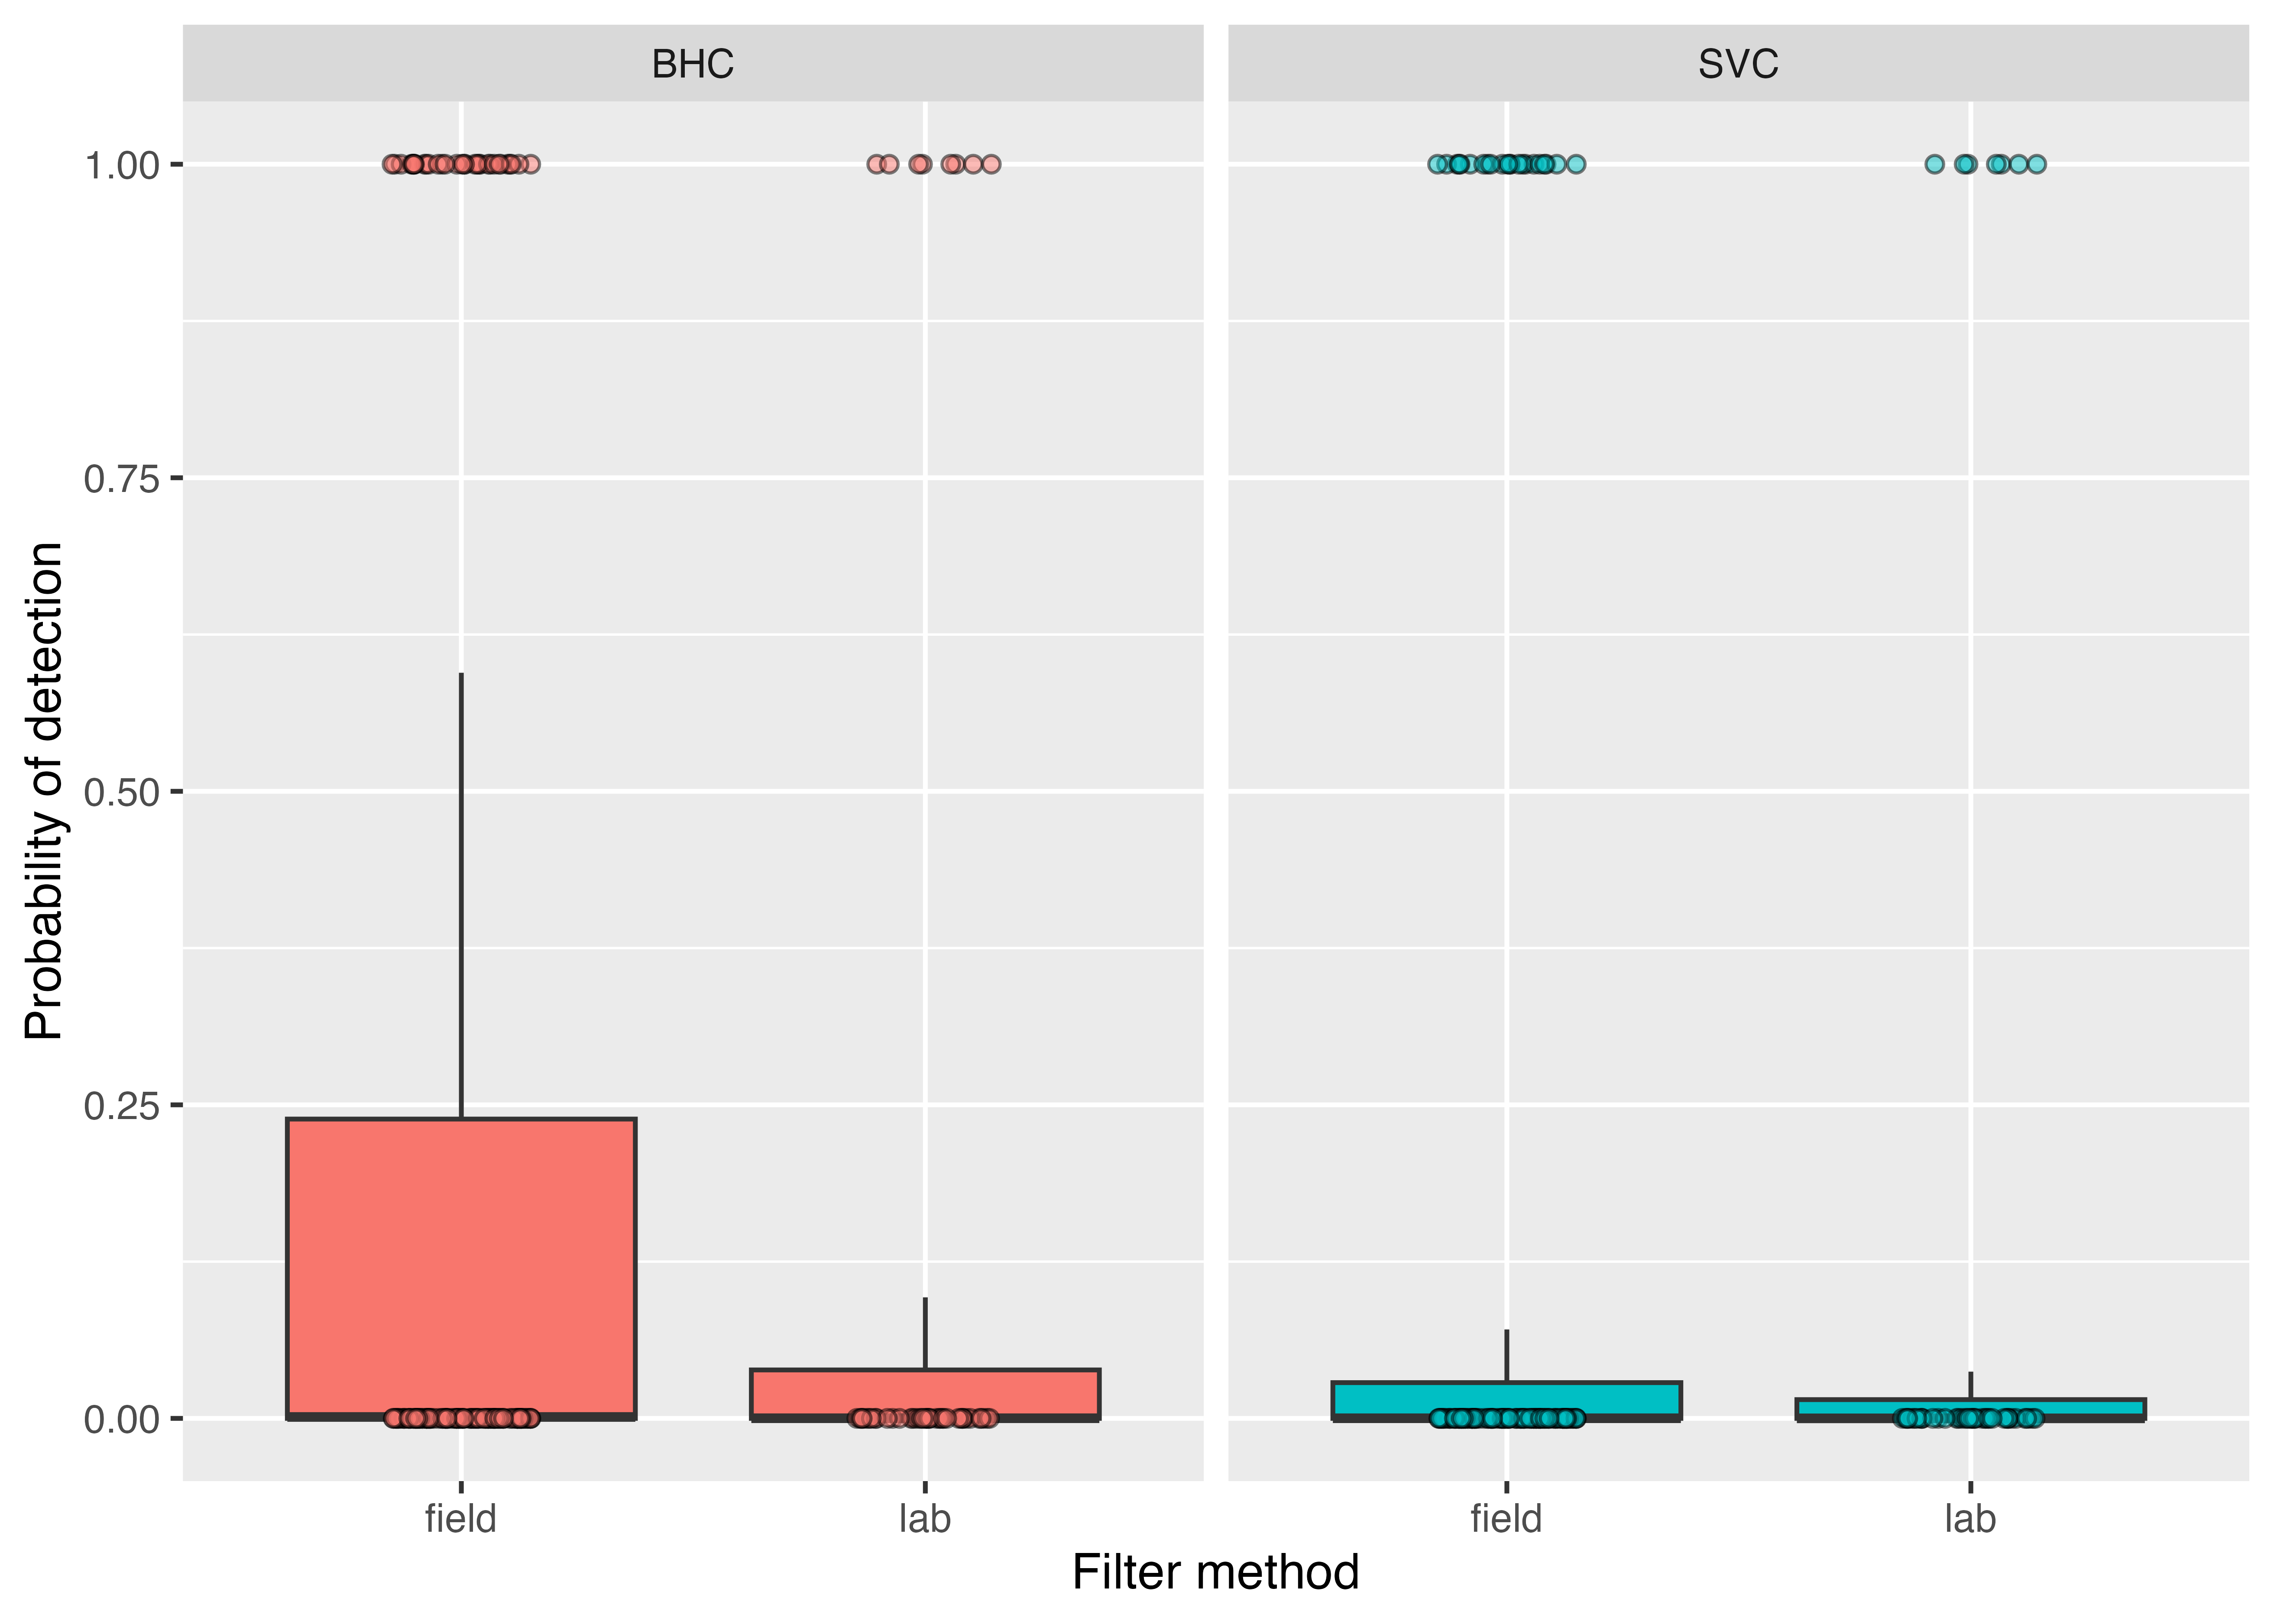 BHC
SVC
1.00
0.75
0.50
0.25
0.00
Probability of detection
field
lab
field
lab
Filter method